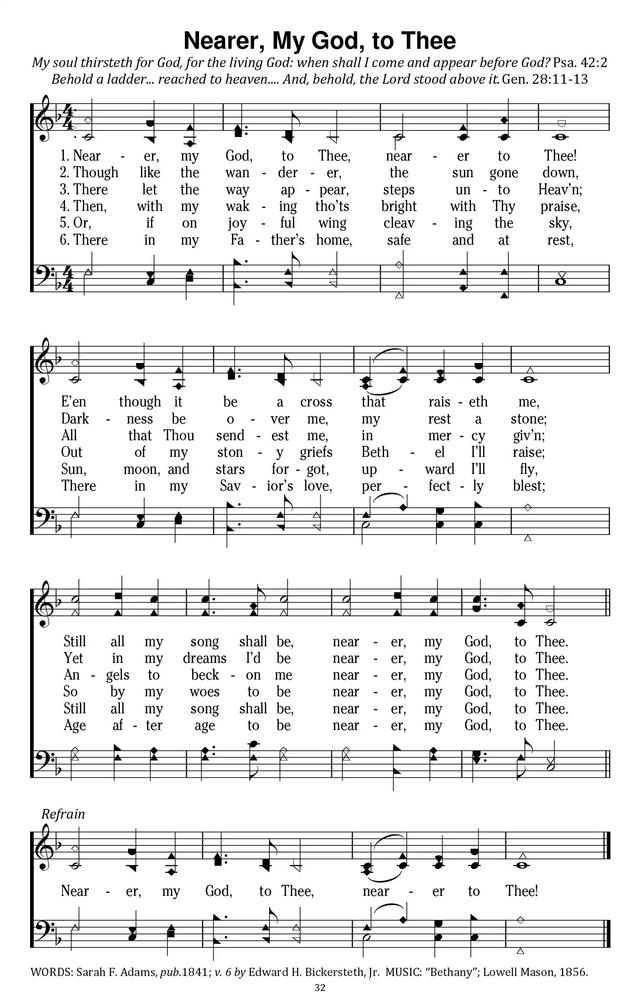 Nearer, My God, to Thee
My soul thirsteth for God, for the living God: when shall I come and appear before God? Psa. 42:2
Behold a ladder... reached to heaven.... And, behold, the Lord stood above it. Gen. 28:11-13
1. Near - er, my God, to Thee, near - er to Thee!
2. Though like the wan - der - er, the sun gone down,
3. There let the way ap - pear, steps un - to Heav'n;
4. Then, with my wak - ing tho'ts bright with Thy praise,
5. Or, if on joy - ful wing cleav - ing the sky,
6. There in my Fa - ther's home, safe and at rest,
E'en though it be a cross that rais - eth me,
Dark - ness be o - ver me, my rest a stone;
All that Thou send - est me, in mer - cy giv'n;
Out of my ston - y griefs Beth - el I'll raise;
Sun, moon, and stars for - got, up - ward I'll fly,
There in my Sav - ior's love, per - fect - ly blest;
Still all my song shall be, near - er, my God, to Thee.
Yet in my dreams I'd be near - er, my God, to Thee.
An - gels to beck - on me near - er, my God, to Thee.
So by my woes to be near - er, my God, to Thee.
Still all my song shall be, near - er, my God, to Thee.
Age af - ter age to be near - er, my God, to Thee.
Refrain
Near - er, my God, to Thee, near - er to Thee!
WORDS: Sarah F. Adams, pub.1841; v. 6 by Edward H. Bickersteth, Jr. MUSIC: “Bethany”; Lowell Mason, 1856.
32